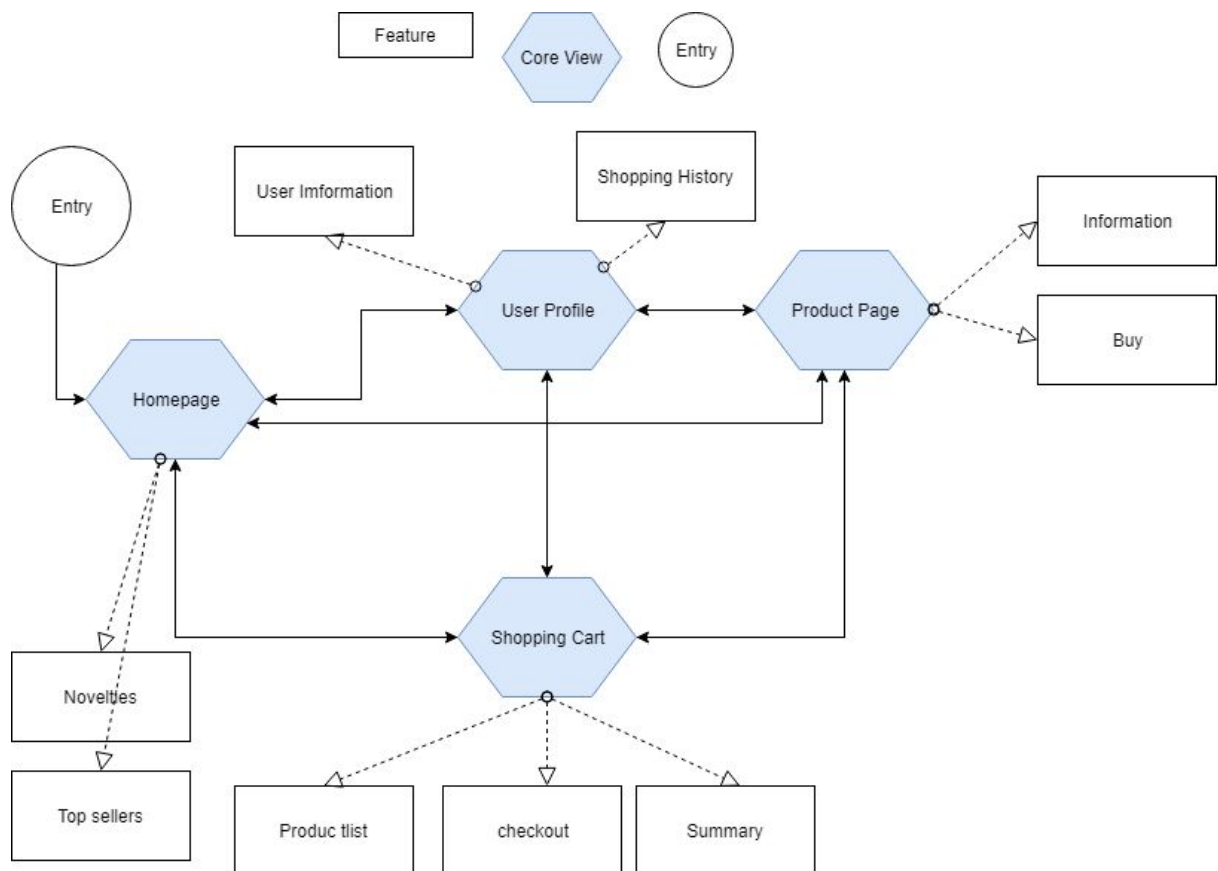 Feature
Core View
Entry
Entry
User Imformation
Shopping History
Information
User Profile
Product Page
Buy
Homepage
Shopping Cart
Novelties
Top sellers
Produc tlist
checkout
Summary